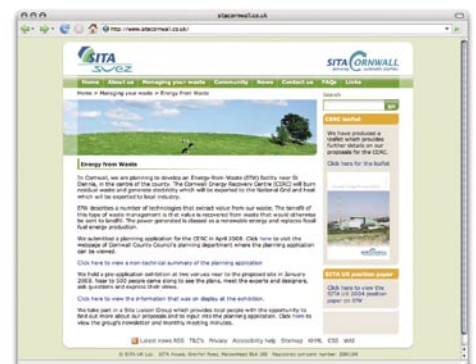 sitacornwall.co.uk
http://www.sitacornwall.co.uk/
SITA
SUEZ
SITA CORNWALL
Home About us Managing your waste Community News Contact us FAQs Links
Home > Managing your waste > Energy From Waste
Search
go
Energy from Waste
In Cornwall, we are planning to develop an Energy-from-Waste (EfW) facility near St
Dennis, in the centre of the county. The Cornwall Energy Recovery Centre (CERC) will burn
residual waste and generate electricity which will be exported to the National Grid and heat
which will be exported to local industry.
EfW describes a number of technologies that extract value from our waste. The benefit of
this type of waste management is that value is recovered from waste that would otherwise
be sent to landfill. The power generated is classed as a renewable energy and replaces fossil
fuel energy production.
We submitted a planning application for the CERC in April 2008. Click here to visit the
webpage of Cornwall County Council's planning department where the planning application
can be viewed.
Click here to view a non-technical summary of the planning application
We held a pre-application exhibition at two venues near to the proposed site in January
2008. Near to 500 people came along to see the plans, meet the experts and designers,
ask questions and express their views.
Click here to view the information that was on display at the exhibition.
We take part in a Site Liaison Group which provides local people with the opportunity to
find out more about our proposals and to input into the planning application. Click here to
view the group's newsletter and monthly meeting minutes.
CERC leaflet
We have produced a
leaflet which provides
further details on our
proposals for the CERC.
Click here for the leaflet
SITA UK position paper
Click here to view the
SITA UK 2004 position
paper on EfW
Latest news RSS T&C's Privacy Accessibility help Sitemap XHTML CSS WAI